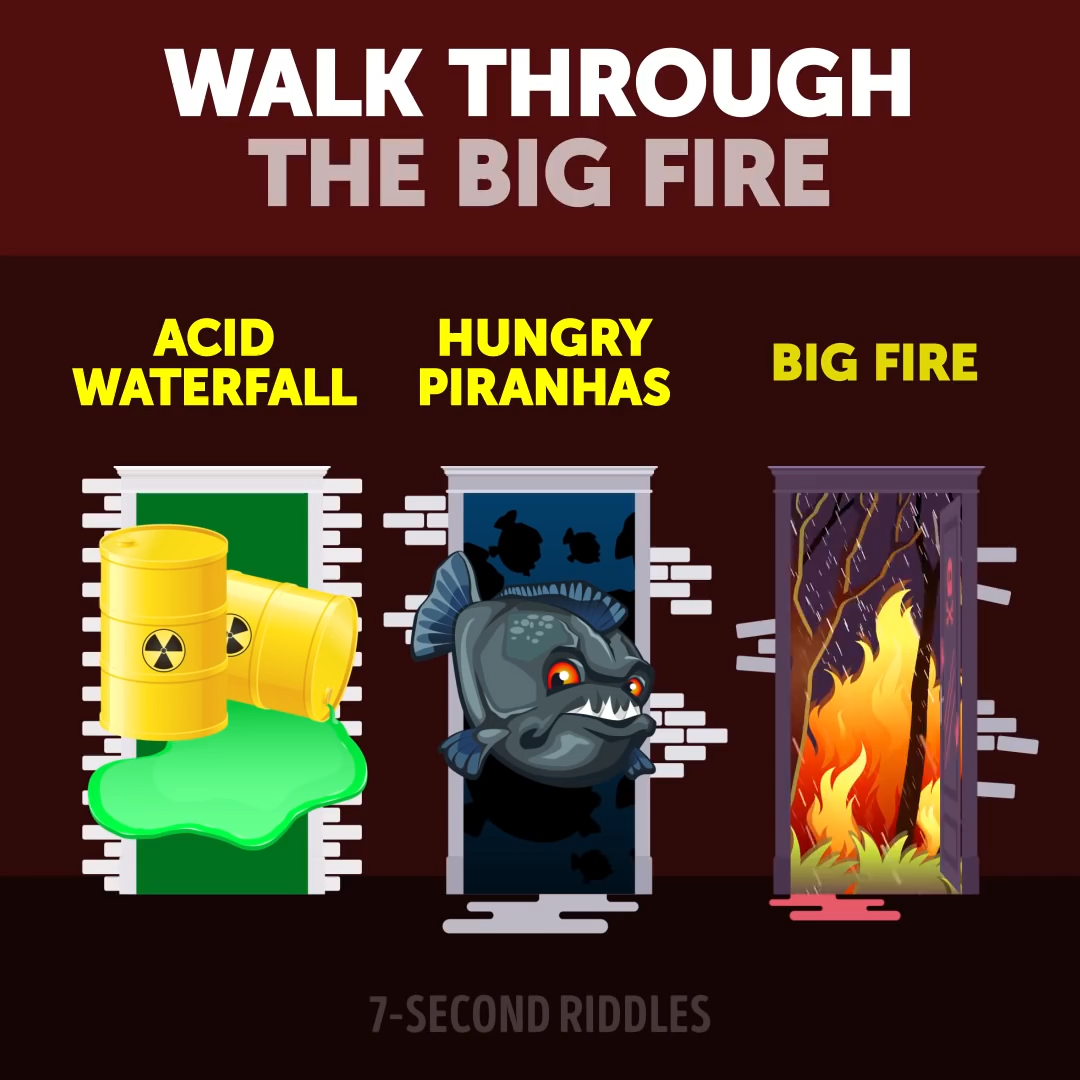 WALK THROUGH
THE BIG FIRE
ACID
WATERFALL
HUNGRY
PIRANHAS
BIG FIRE
7-SECOND RIDDLES